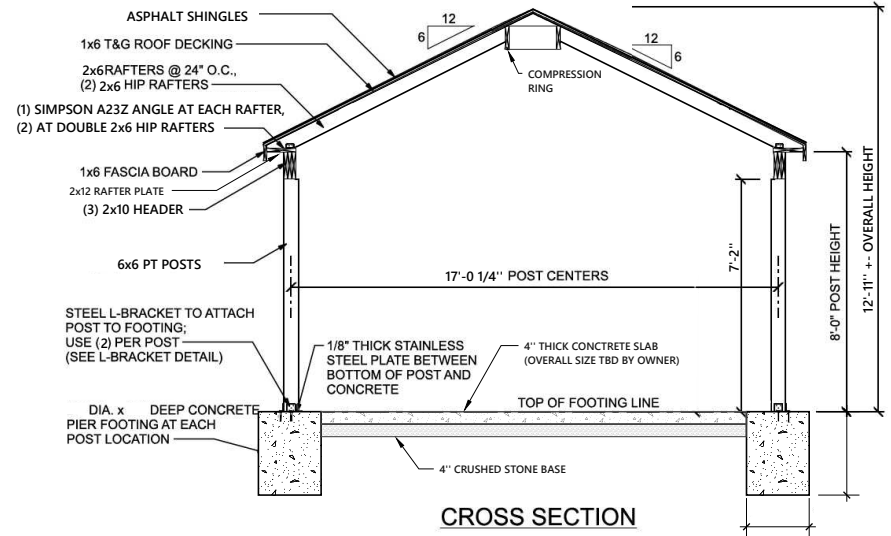 ASPHALT SHINGLES
12
6
1x6 T&G ROOF DECKING
12
6
2x6RAFTERS @ 24" O.C.,
(2) 2x6 HIP RAFTERS
COMPRESSION
RING
(1) SIMPSON A23Z ANGLE AT EACH RAFTER,
(2) AT DOUBLE 2x6 HIP RAFTERS
1x6 FASCIA BOARD
2x12 RAFTER PLATE
(3) 2x10 HEADER
6x6 PT POSTS
17'-0 1/4'' POST CENTERS
7'-2''
8'-0" POST HEIGHT
12'-11'' +- OVERALL HEIGHT
STEEL L-BRACKET TO ATTACH
POST TO FOOTING;
USE (2) PER POST
(SEE L-BRACKET DETAIL)
1/8" THICK STAINLESS
STEEL PLATE BETWEEN
BOTTOM OF POST AND
CONCRETE
4'' THICK CONCTRETE SLAB
(OVERALL SIZE TBD BY OWNER)
TOP OF FOOTING LINE
DIA. x DEEP CONCRETE
PIER FOOTING AT EACH
POST LOCATION
4'' CRUSHED STONE BASE
CROSS SECTION